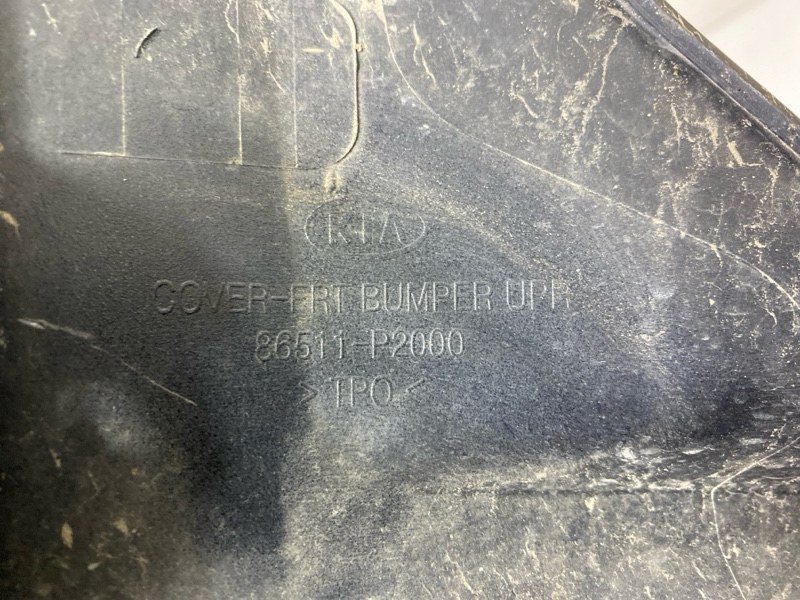 KIA
COVER-FRT BUMPER UPR
86511-P2000
>TPO<